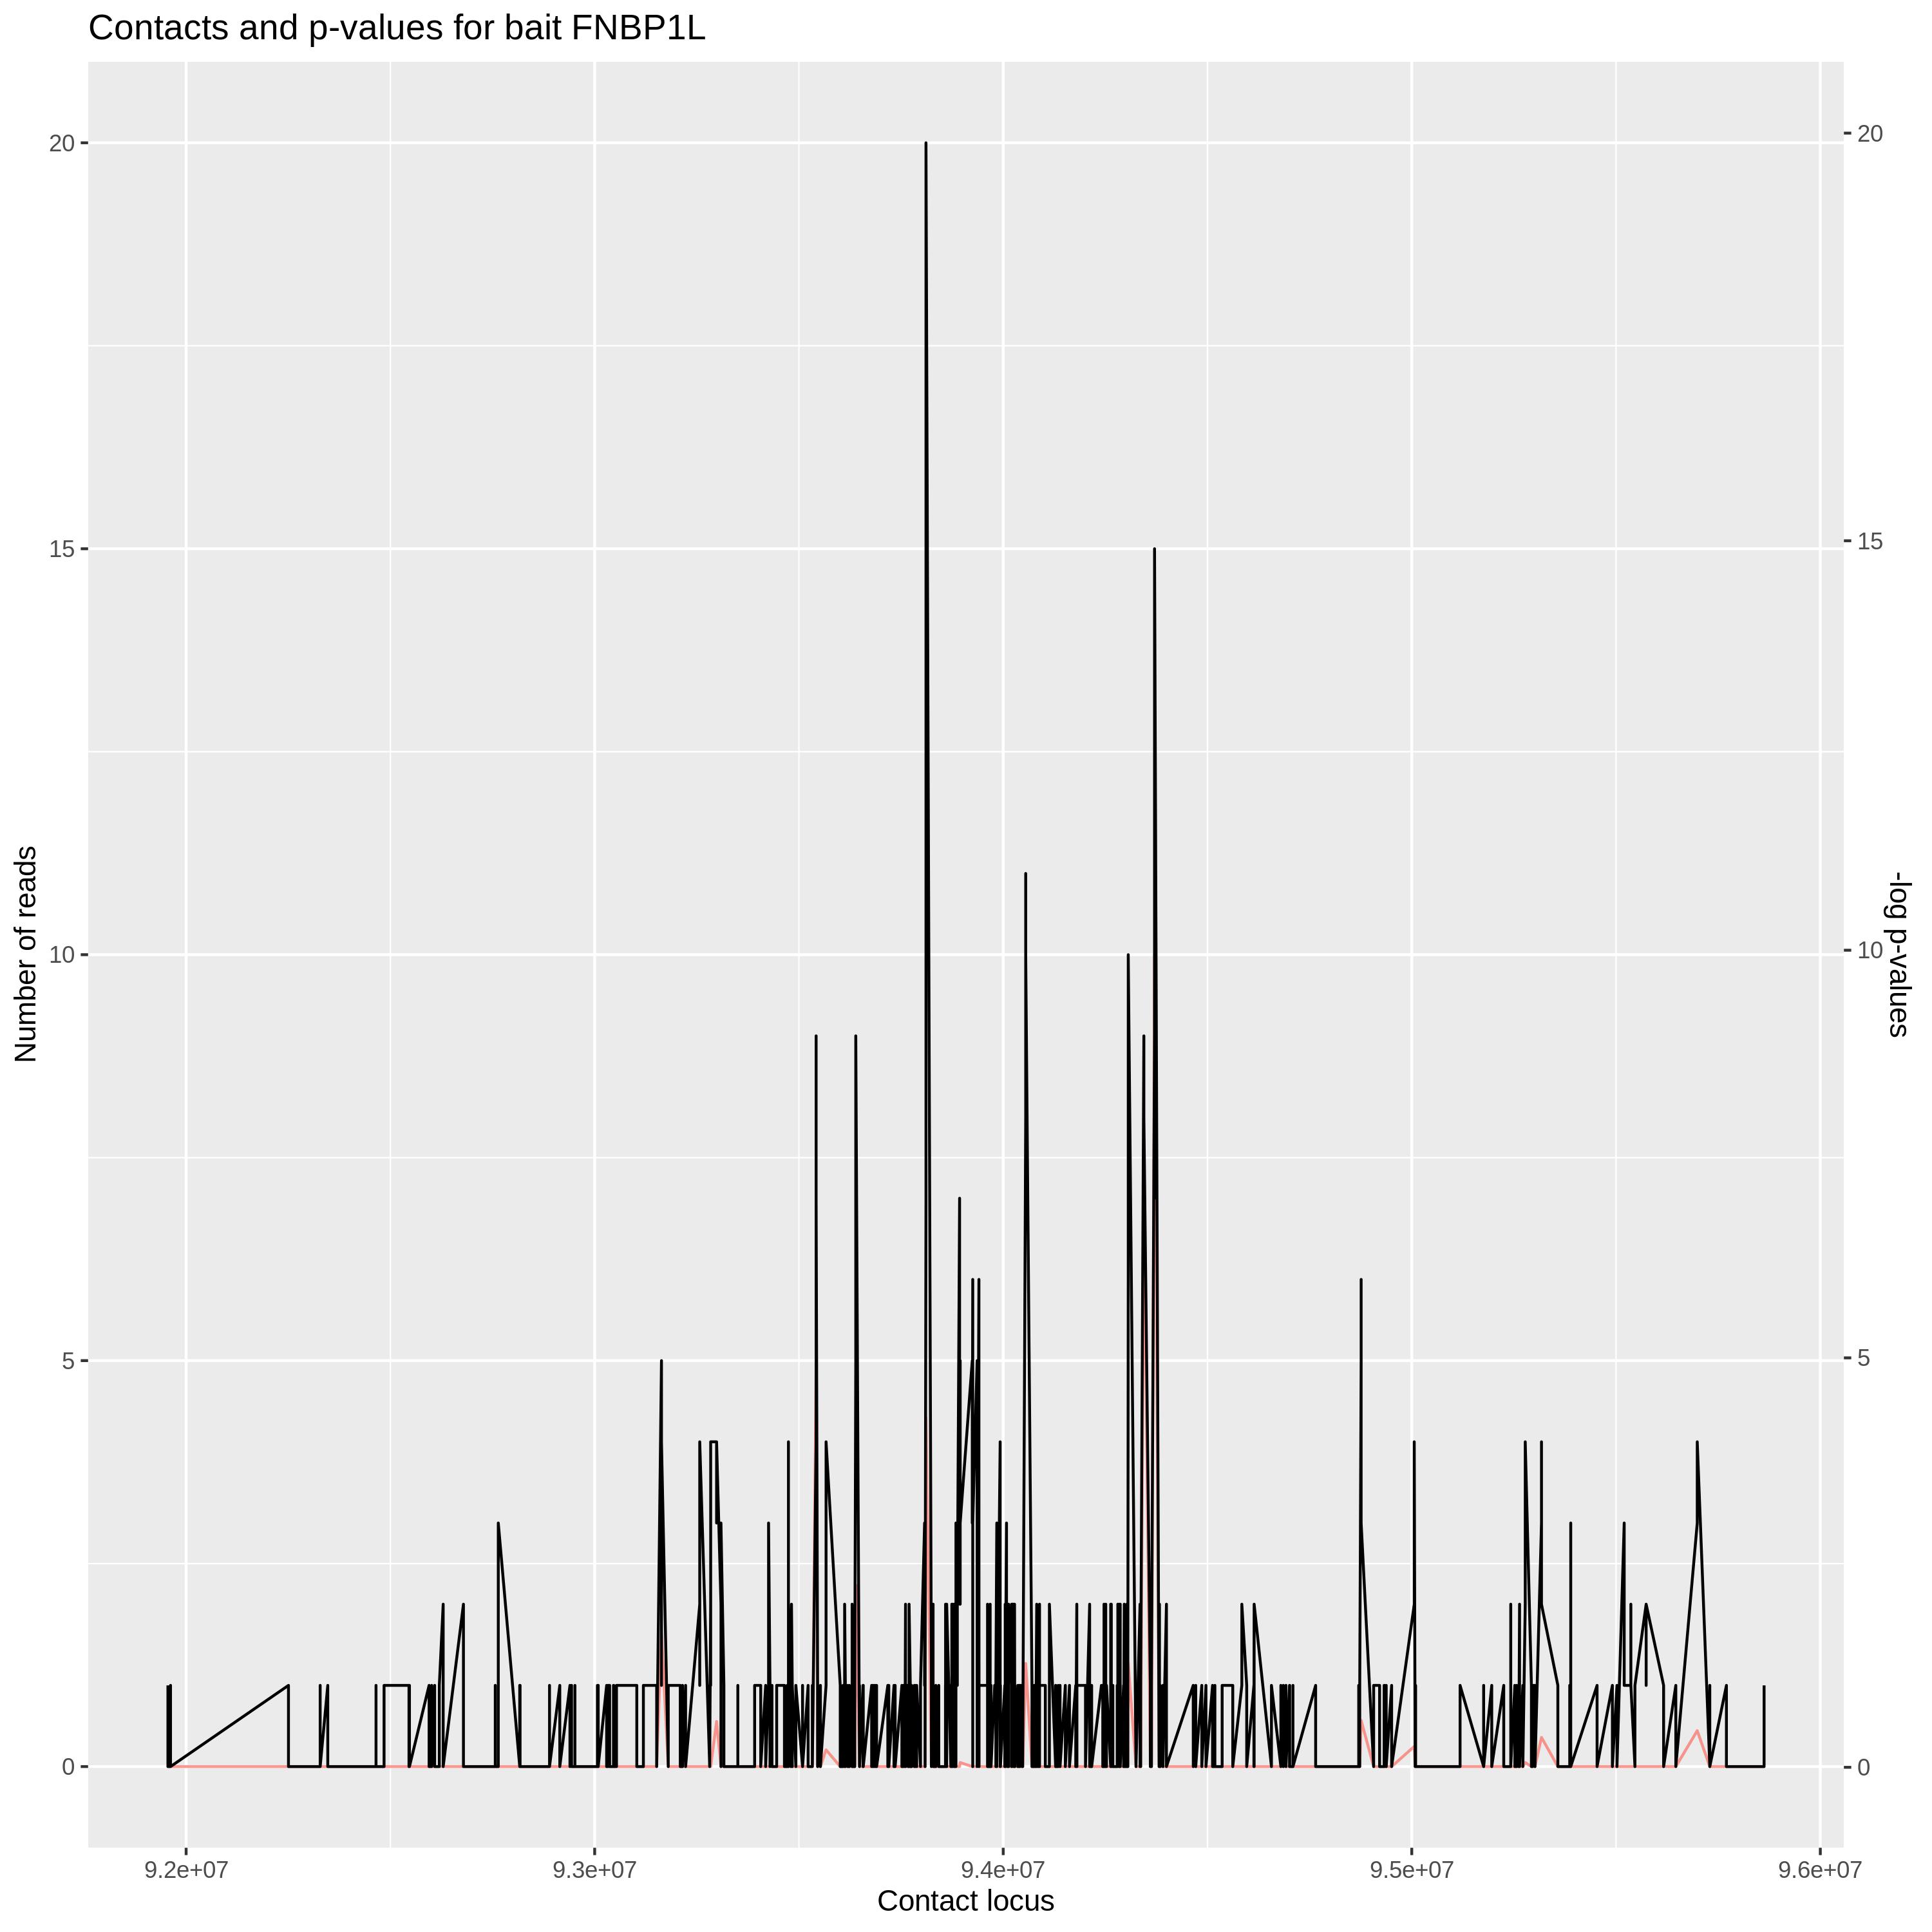 Contacts and p-values for bait FNBP1L
20
15
10
5
0
20
15
10
5
0
Number of reads
-log p-values
9.2e+07 9.3e+07 9.4e+07 9.5e+07 9.6e+07
Contact locus